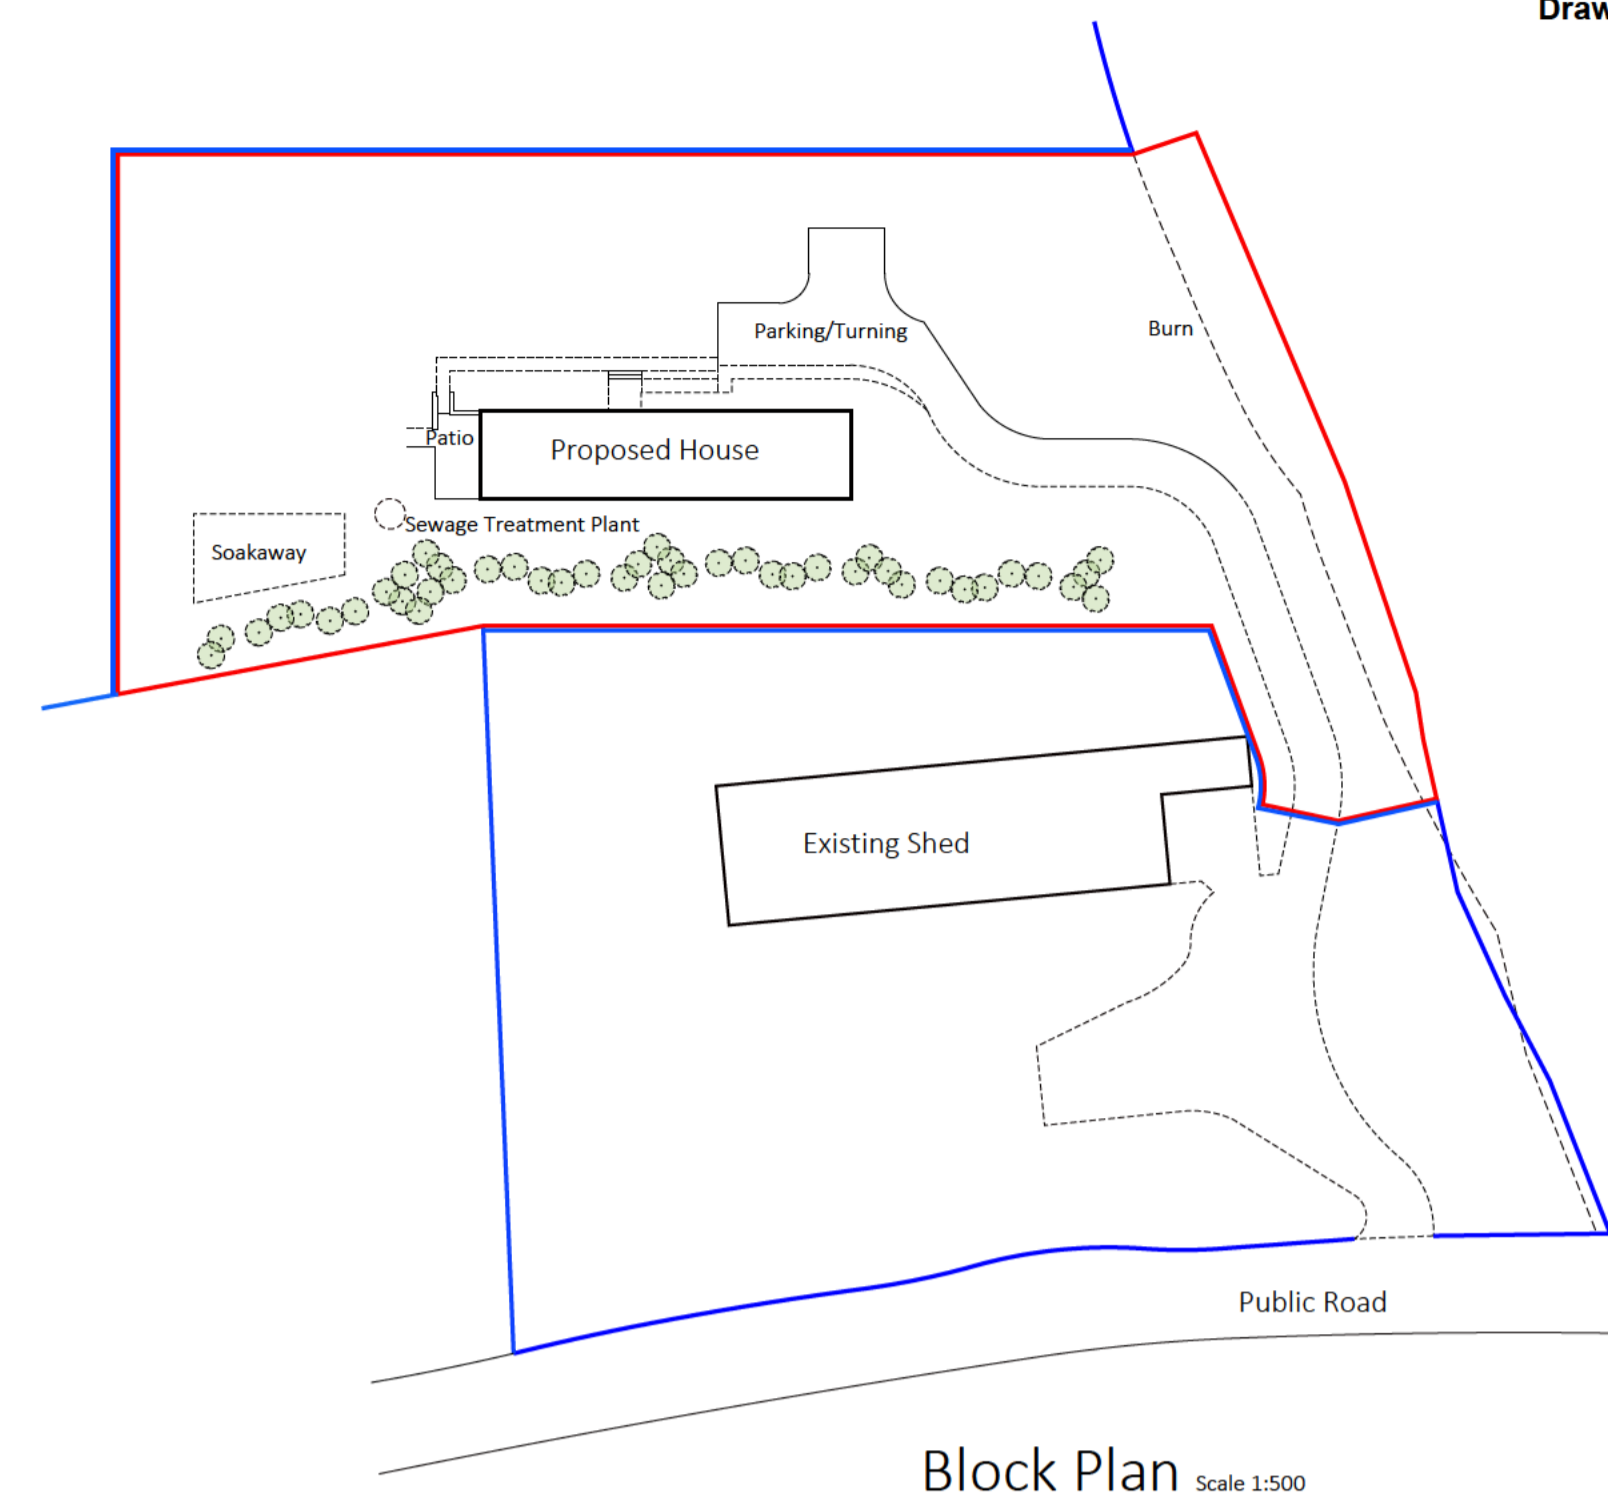 Draw
Burn
Parking/Turning
Patio
Proposed House
Sewage Treatment Plant
Soakaway
Existing Shed
Public Road
Block Plan Scale 1:500